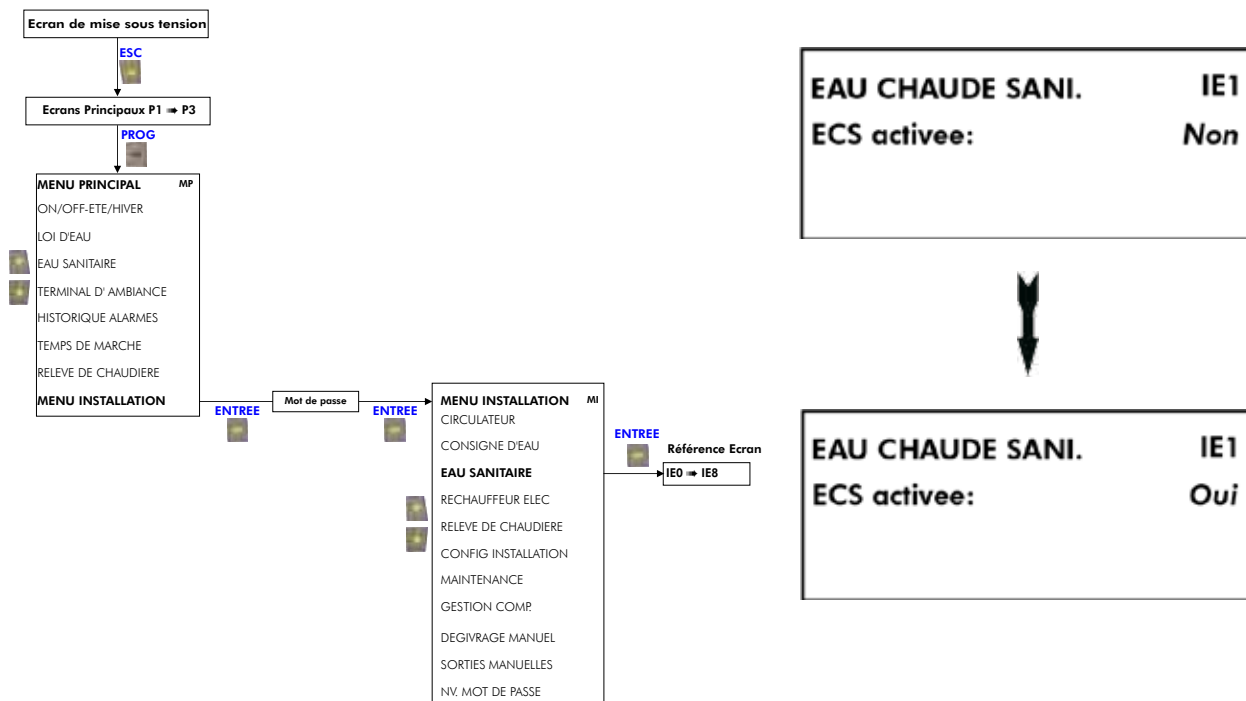 Ecran de mise sous tension
ESC
Ecrans Principaux P1 ➠ P3
PROG
MENU PRINCIPAL MP
ON/OFF-ETE/HIVER
LOI D'EAU
EAU SANITAIRE
TERMINAL D' AMBIANCE
HISTORIQUE ALARMES
TEMPS DE MARCHE
RELEVE DE CHAUDIERE
MENU INSTALLATION
ENTREE
Mot de passe
ENTREE
MENU INSTALLATION MI
CIRCULATEUR
CONSIGNE D'EAU
EAU SANITAIRE
RECHAUFFEUR ELEC
RELEVE DE CHAUDIERE
CONFIG INSTALLATION
MAINTENANCE
GESTION COMP.
DEGIVRAGE MANUEL
SORTIES MANUELLES
NV. MOT DE PASSE
ENTREE
Référence Ecran
IE0 ➠ IE8
EAU CHAUDE SANI. IE1
ECS activee: Non
EAU CHAUDE SANI. IE1
ECS activee: Oui